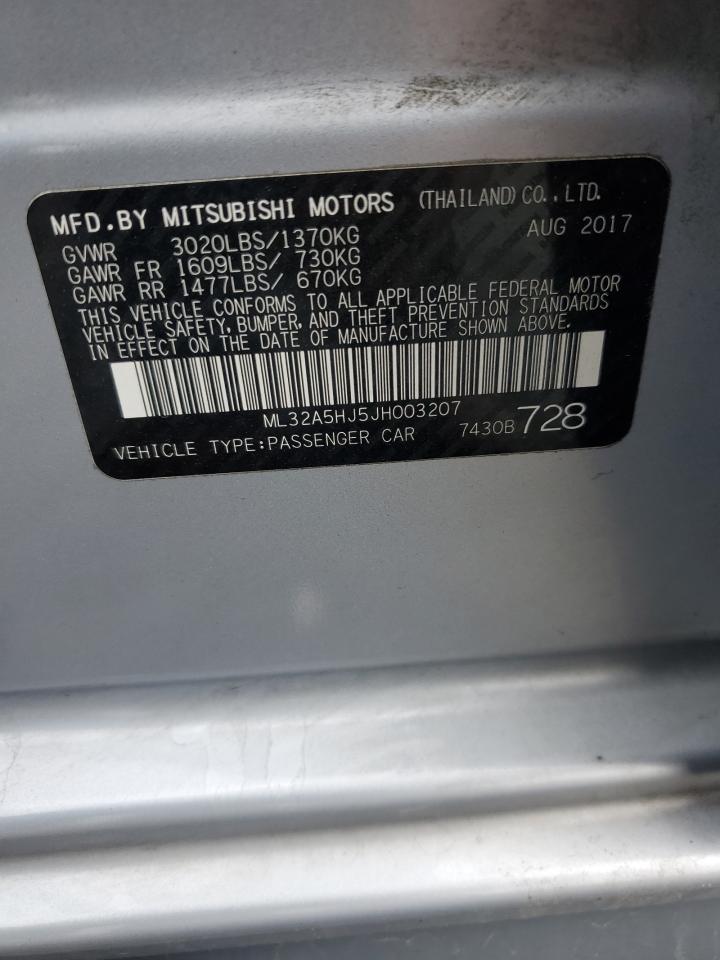 MFD.BY MITSUBISHI MOTORS (THAILAND)CO.,LTD.
GVWR 3020LBS/1370KG AUG 2017
GAWR FR 1609LBS/ 730KG
GAWR RR 1477LBS/ 670KG
THIS VEHICLE CONFORMS TO ALL APPLICABLE FEDERAL MOTOR
VEHICLE SAFETY, BUMPER, AND THEFT PREVENTION STANDARDS
IN EFFECT ON THE DATE OF MANUFACTURE SHOWN ABOVE.
ML32A5HJ5JH003207
VEHICLE TYPE:PASSENGER CAR 7430B 728